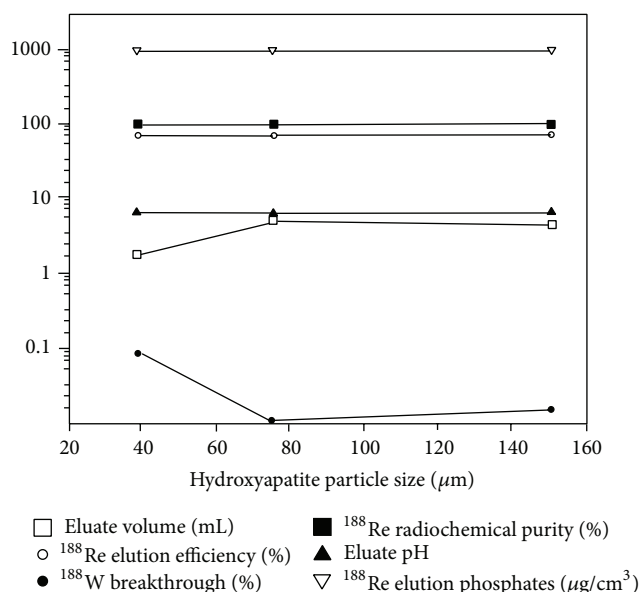 1000
100
10
1
0.1
20 40 60 80 100 120 140 160
Hydroxyapatite particle size (μm)
Eluate volume (mL)
¹⁸⁸Re elution efficiency (%)
¹⁸⁸W breakthrough (%)
¹⁸⁸Re radiochemical purity (%)
Eluate pH
¹⁸⁸Re elution phosphates (μg/cm³)